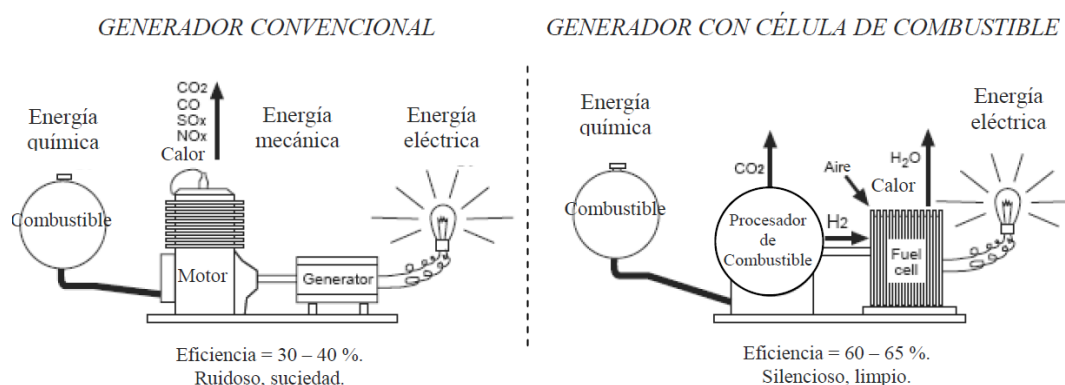 GENERADOR CONVENCIONAL
CO2
CO
SOx
NOx
Calor
Energía
química
Energía
mecánica
Energía
eléctrica
Combustible
Motor
Generator
Eficiencia = 30 – 40 %.
Ruidoso, suciedad.
GENERADOR CON CÉLULA DE COMBUSTIBLE
Energía
química
Energía
eléctrica
CO2
Aire
H2O
Calor
Combustible
Procesador
de
Combustible
H2
Fuel
cell
Eficiencia = 60 – 65 %.
Silencioso, limpio.